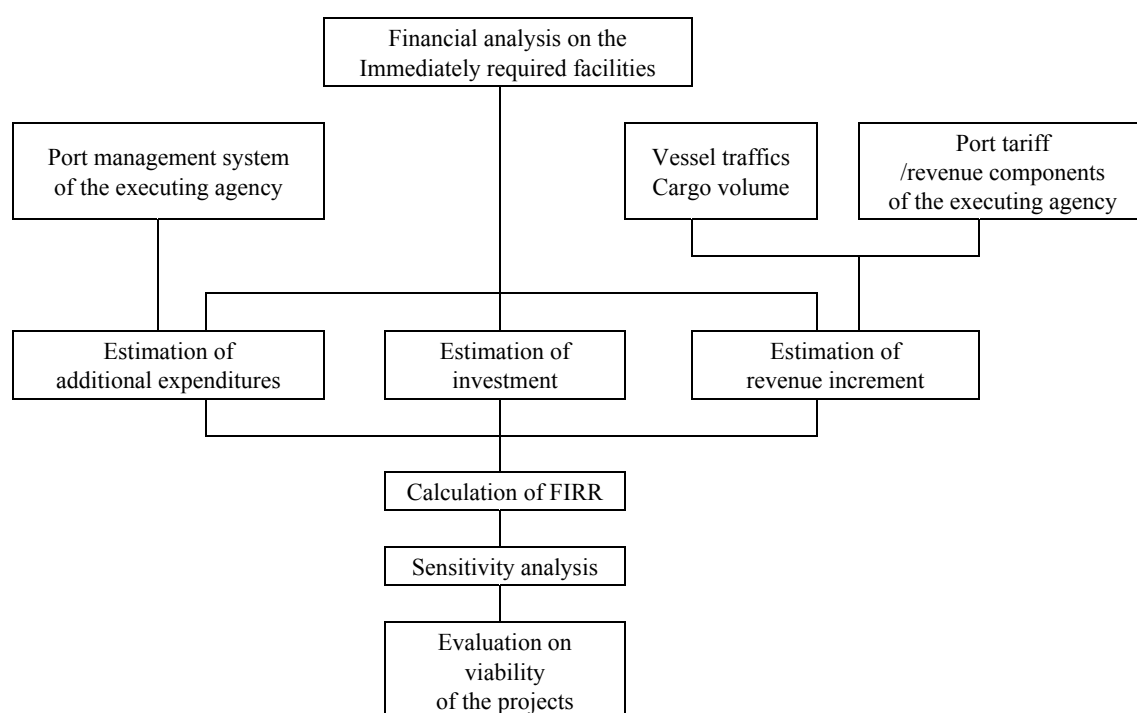 Financial analysis on the
Immediately required facilities
Port management system
of the executing agency
Vessel traffics
Cargo volume
Port tariff
/revenue components
of the executing agency
Estimation of
additional expenditures
Estimation of
investment
Estimation of
revenue increment
Calculation of FIRR
Sensitivity analysis
Evaluation on
viability
of the projects